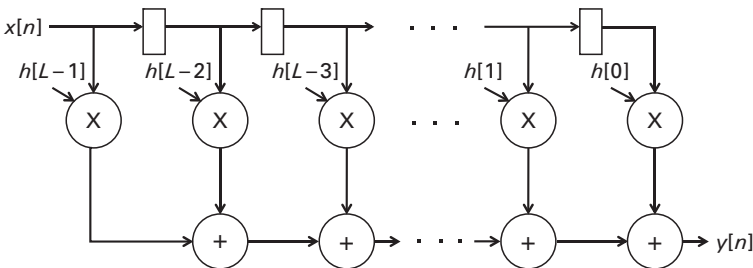 x[n]
h[L−1] h[L−2] h[L−3] h[1] h[0]
X X X X X
+ + + + y[n]